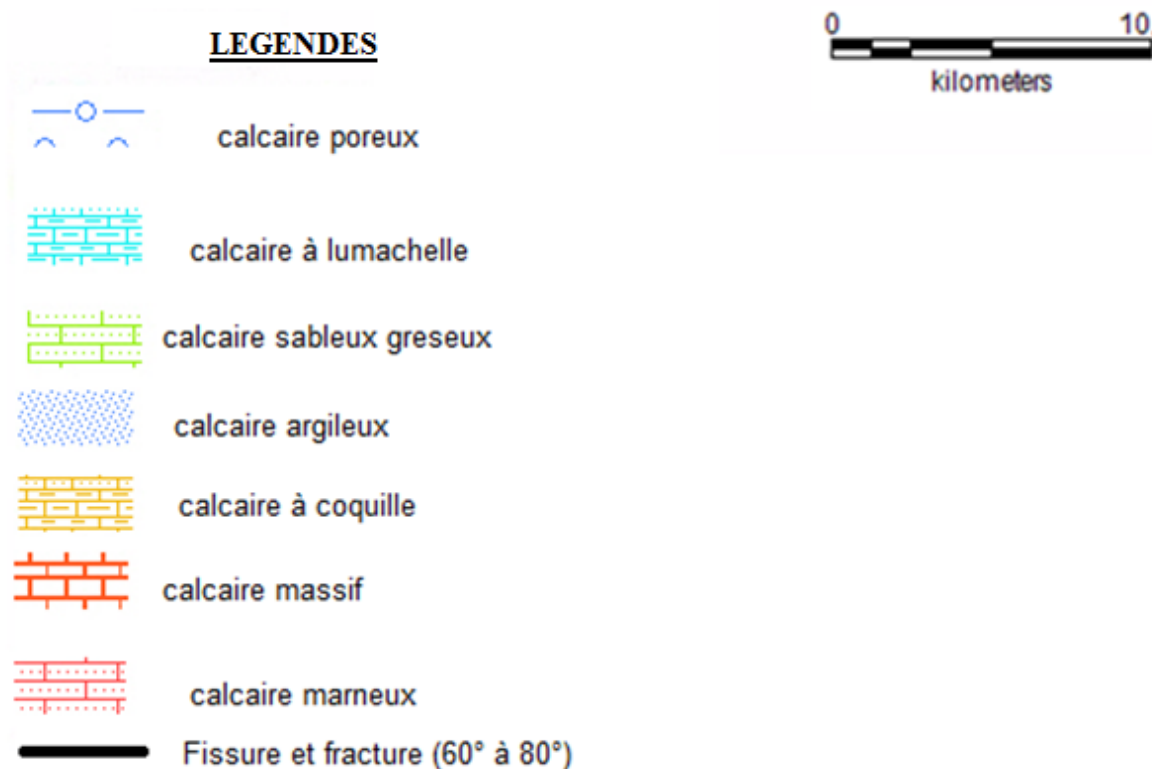 LEGENDES
0 10
kilometers
calcaire poreux
calcaire à lumachelle
calcaire sableux greseux
calcaire argileux
calcaire à coquille
calcaire massif
calcaire marneux
Fissure et fracture (60° à 80°)